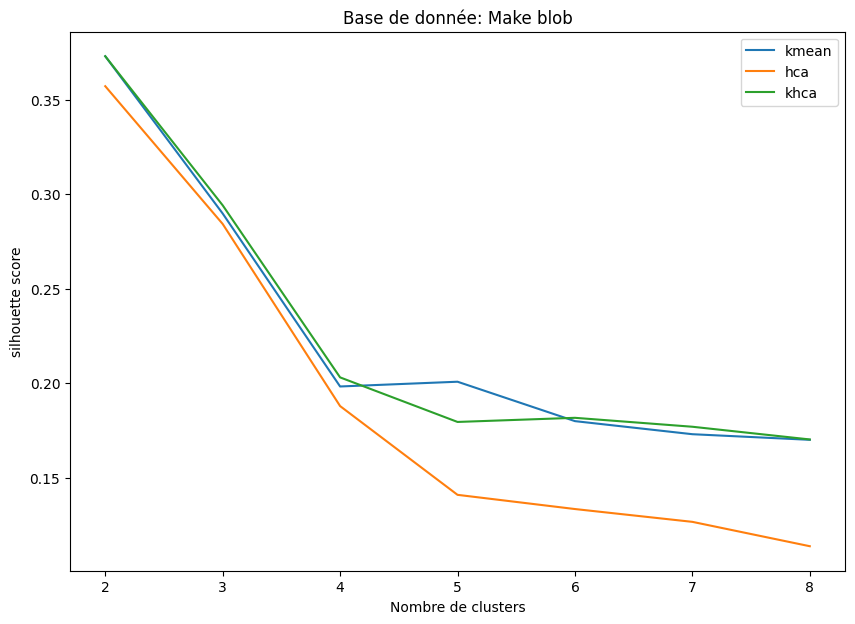 Base de donnée: Make blob
kmean
hca
khca
silhouette score
0.35
0.30
0.25
0.20
0.15
2 3 4 5 6 7 8
Nombre de clusters